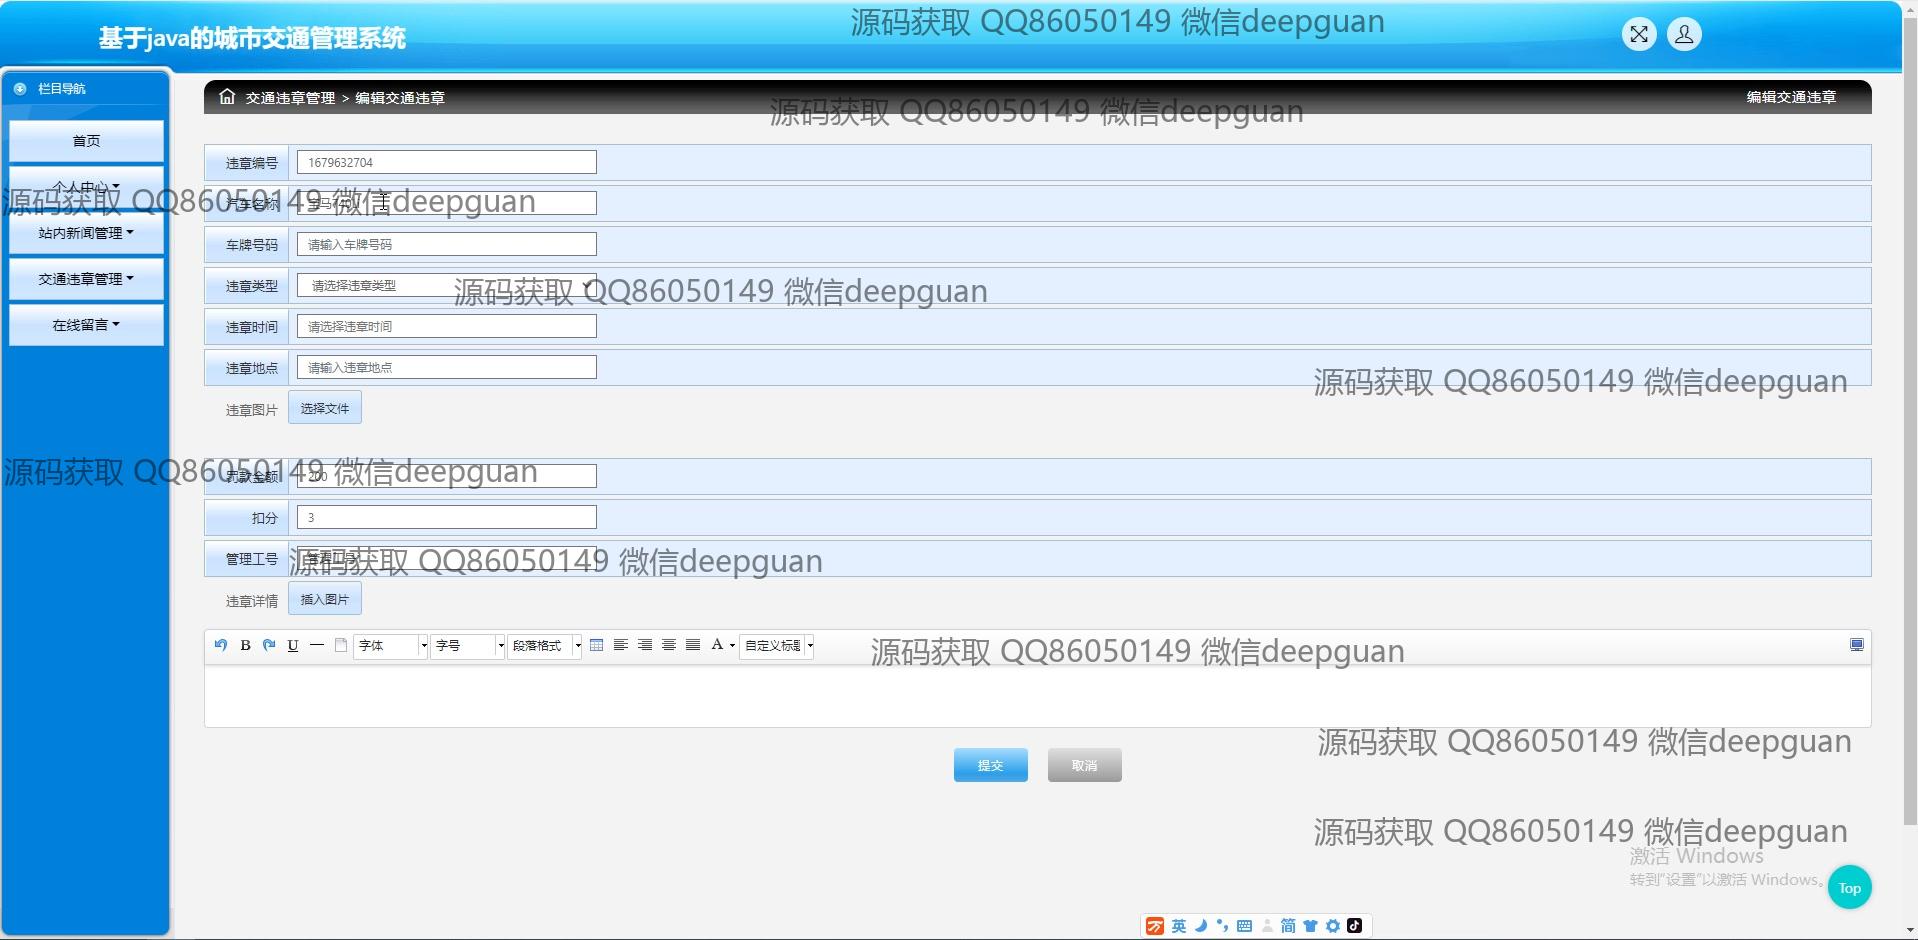 基于java的城市交通管理系统
源码获取 QQ86050149 微信deepguan
栏目导航
交通违章管理 > 编辑交通违章
编辑交通违章
源码获取 QQ86050149 微信deepguan
首页
违章编号
1679632704
个人中心
源码获取 QQ86050149 微信deepguan
汽车名称
站内新闻管理
车牌号码
请输入车牌号码
交通违章管理
违章类型
请选择违章类型
源码获取 QQ86050149 微信deepguan
在线留言
违章时间
请选择违章时间
违章地点
请输入违章地点
源码获取 QQ86050149 微信deepguan
违章图片
选择文件
源码获取 QQ86050149 微信deepguan
罚款金额
200
扣分
3
管理工号
管理工号
源码获取 QQ86050149 微信deepguan
违章详情
插入图片
B U 字体 字号 段落格式 A 自定义标题
源码获取 QQ86050149 微信deepguan
源码获取 QQ86050149 微信deepguan
提交
取消
源码获取 QQ86050149 微信deepguan
激活 Windows
转到"设置"以激活 Windows。
Top
英 简